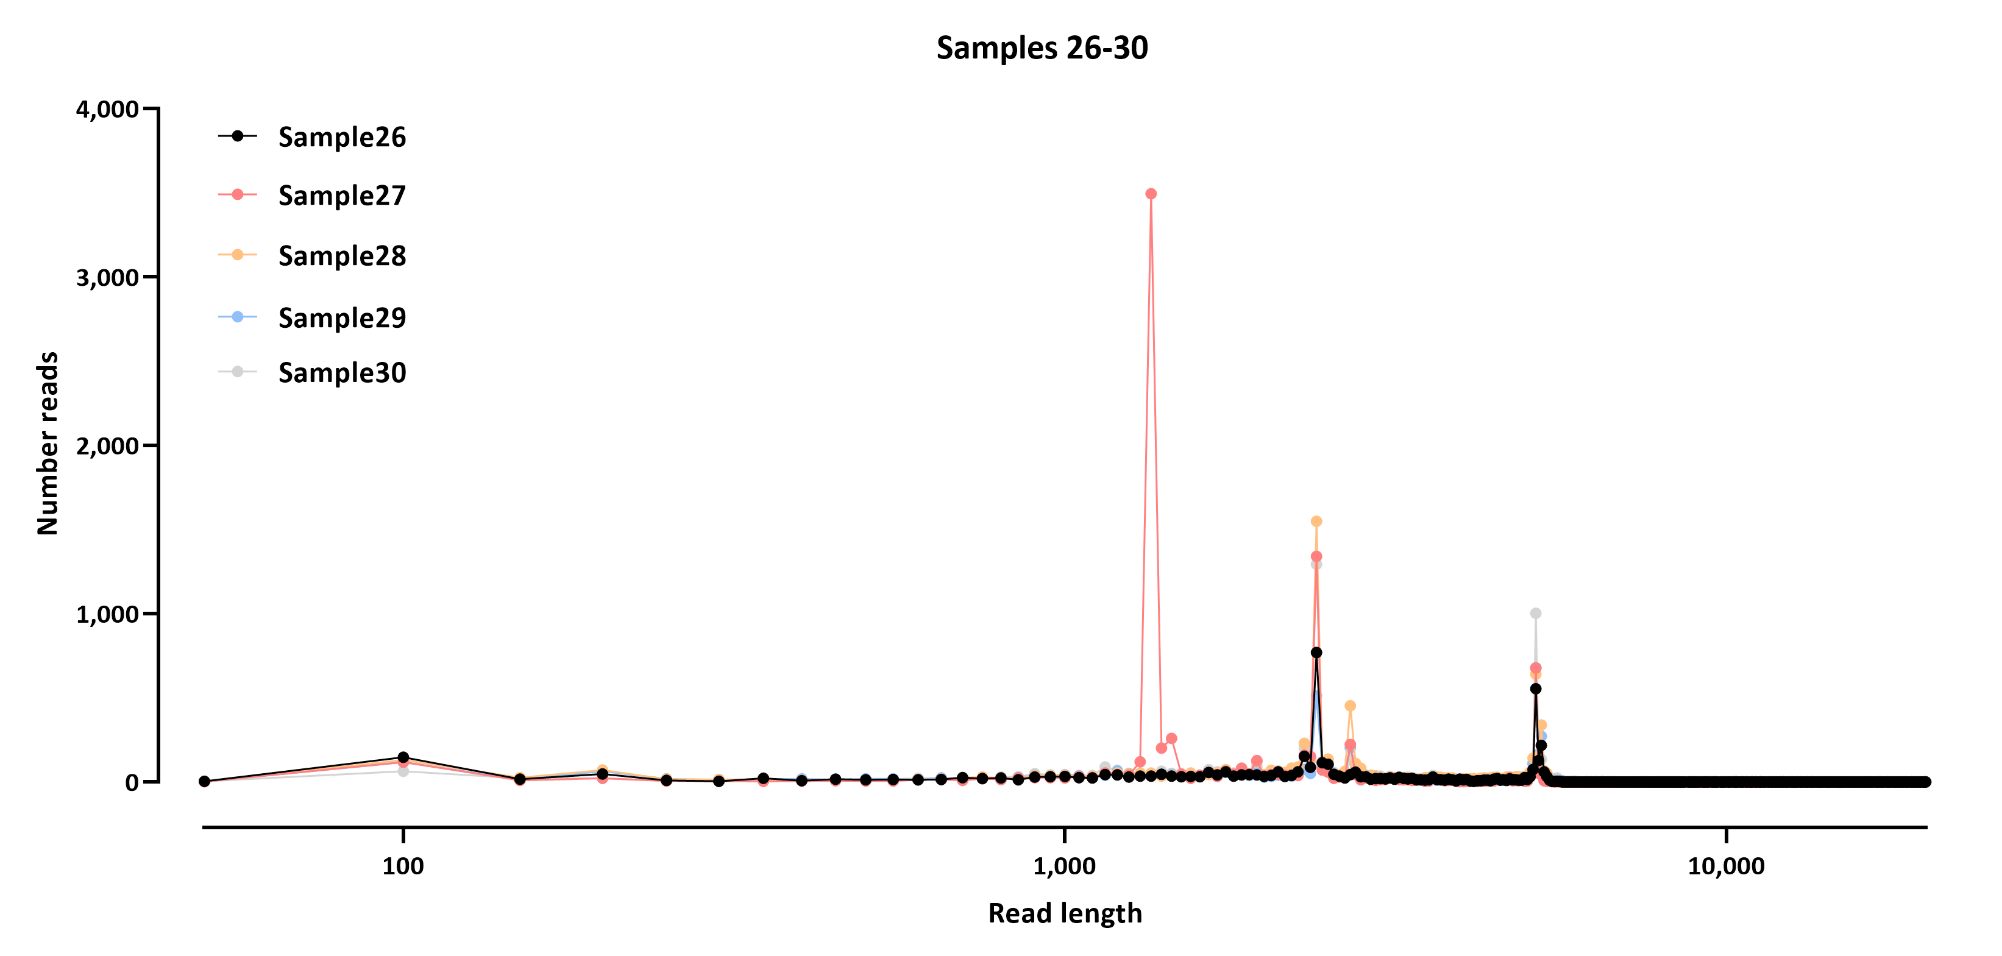 Samples 26-30
4,000
3,000
2,000
1,000
0
Number reads
Sample26
Sample27
Sample28
Sample29
Sample30
100
1,000
10,000
Read length